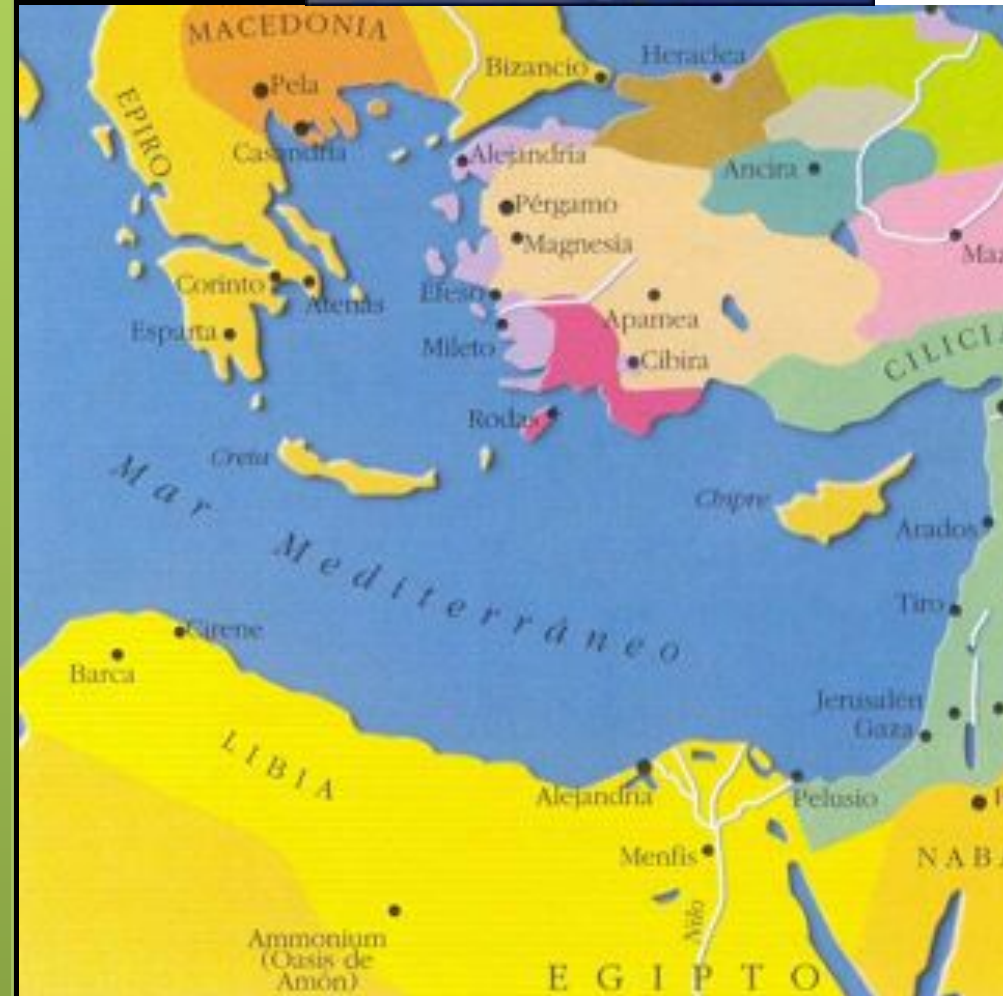 MACEDONIA
Heraclea
Bizancio
Pela
EPIRO
Casandria
Alejandría
Ancira
Pérgamo
Magnesia
Corinto
Atenas
Efeso
Apamea
Esparta
Mileto
Cibira
CILICIA
Rodas
Creta
Chipre
Mar Mediterráneo
Arados
Tiro
Cirene
Barca
Jerusalén
Gaza
LIBIA
Alejandría
Pelusio
Menfis
Nilo
Ammonium
(Oasis de
Amón)
EGIPTO